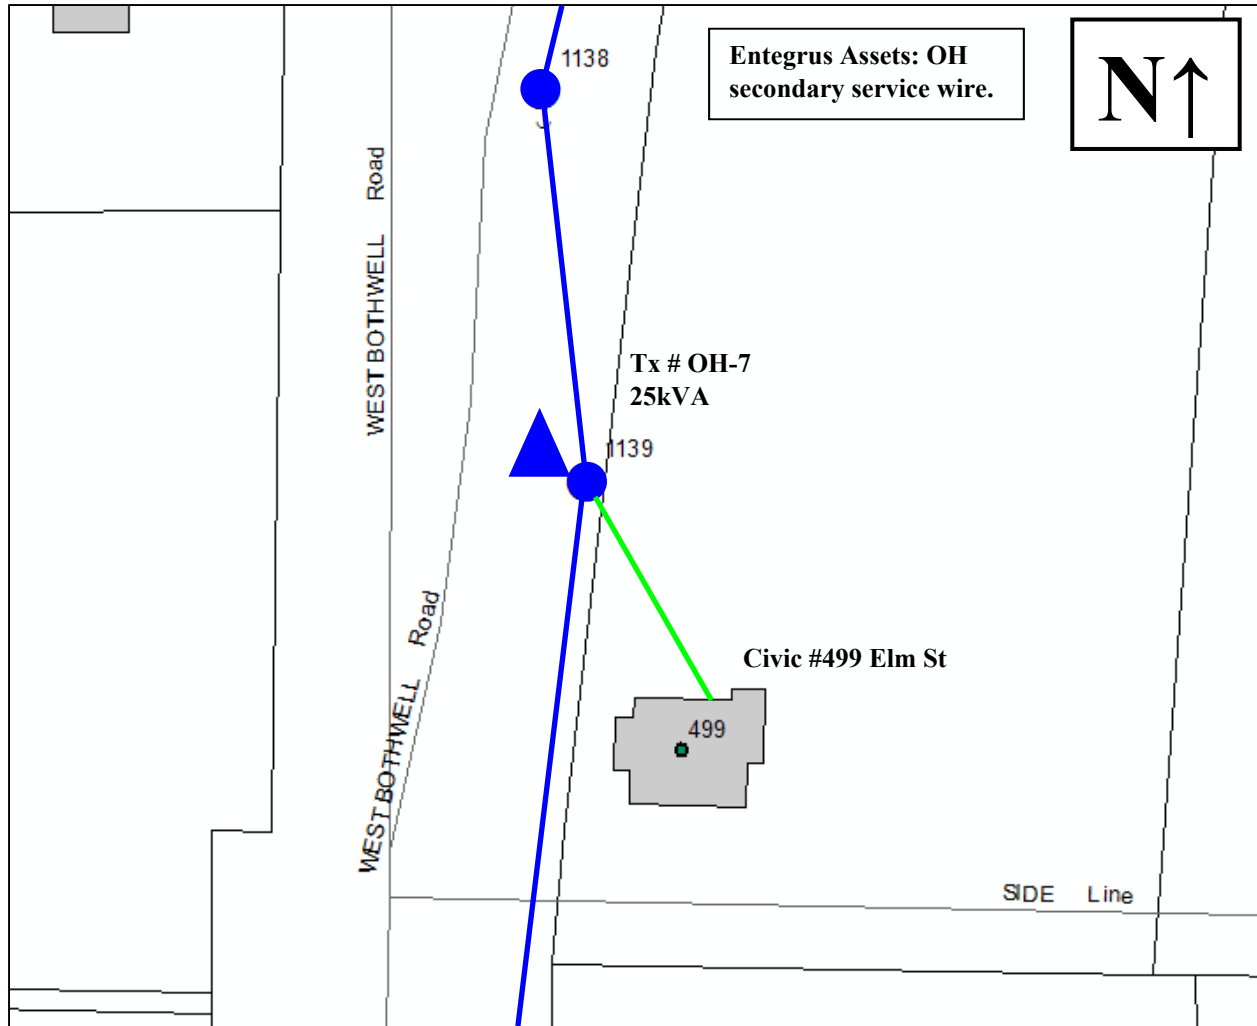 1138
Entegrus Assets: OH
secondary service wire.
N↑
WEST BOTHWELL Road
Tx # OH-7
25kVA
1139
WEST BOTHWELL Road
Civic #499 Elm St
499
SIDE Line